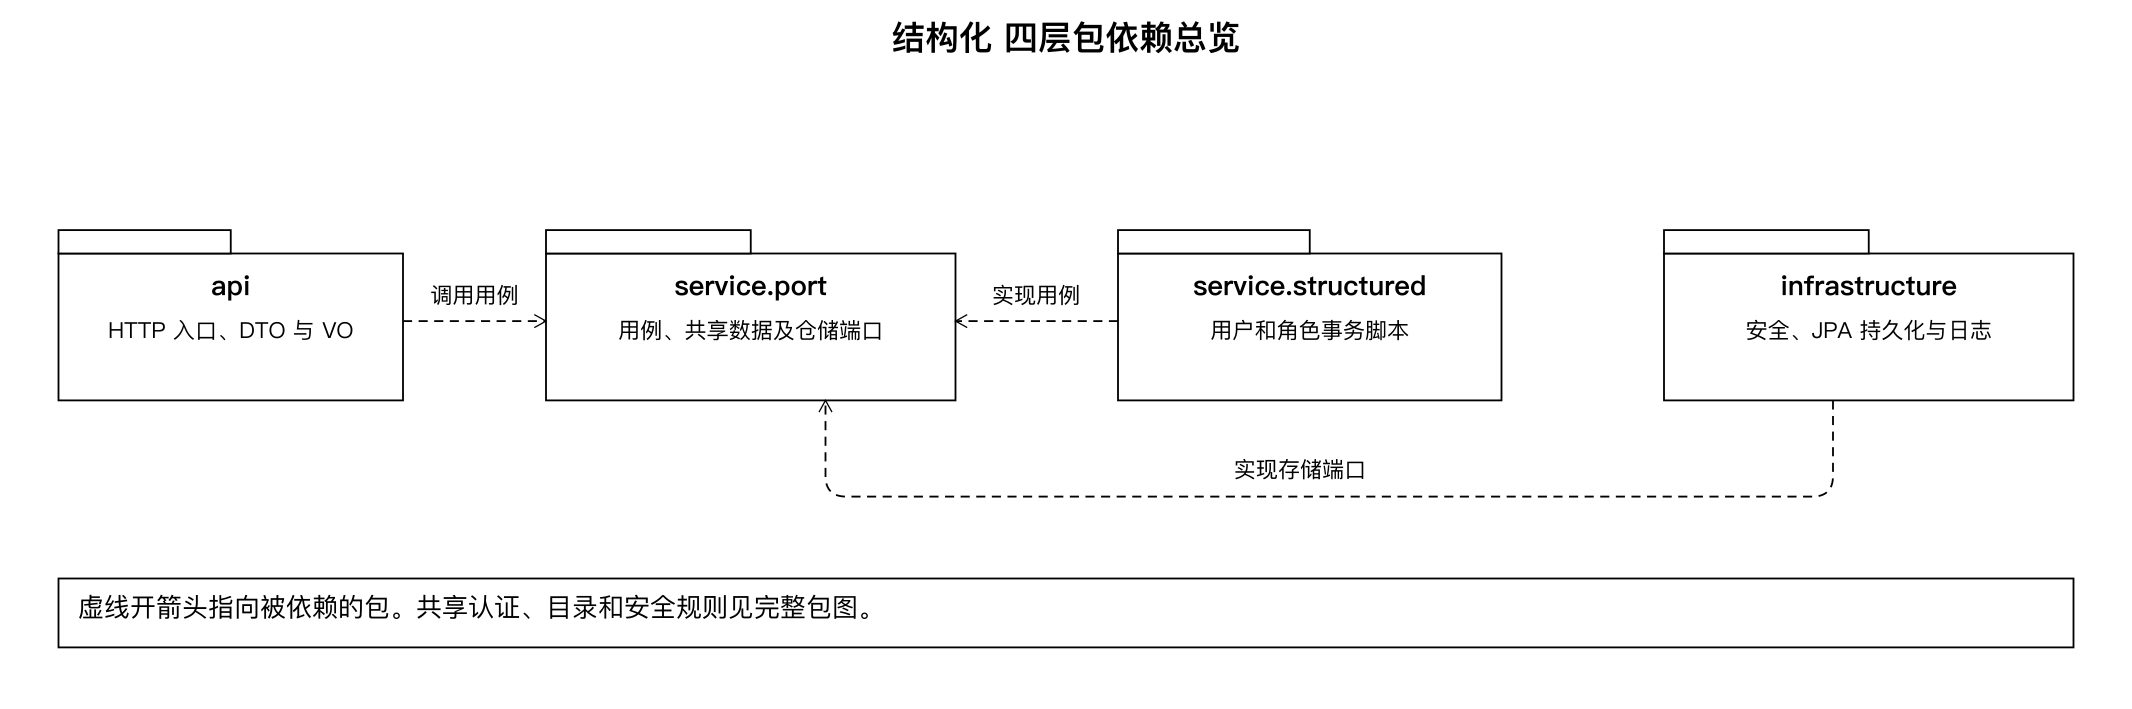 结构化 四层包依赖总览
api
HTTP 入口、DTO 与 VO
调用用例
service.port
用例、共享数据及仓储端口
实现用例
service.structured
用户和角色事务脚本
infrastructure
安全、JPA 持久化与日志
实现存储端口
虚线开箭头指向被依赖的包。共享认证、目录和安全规则见完整包图。